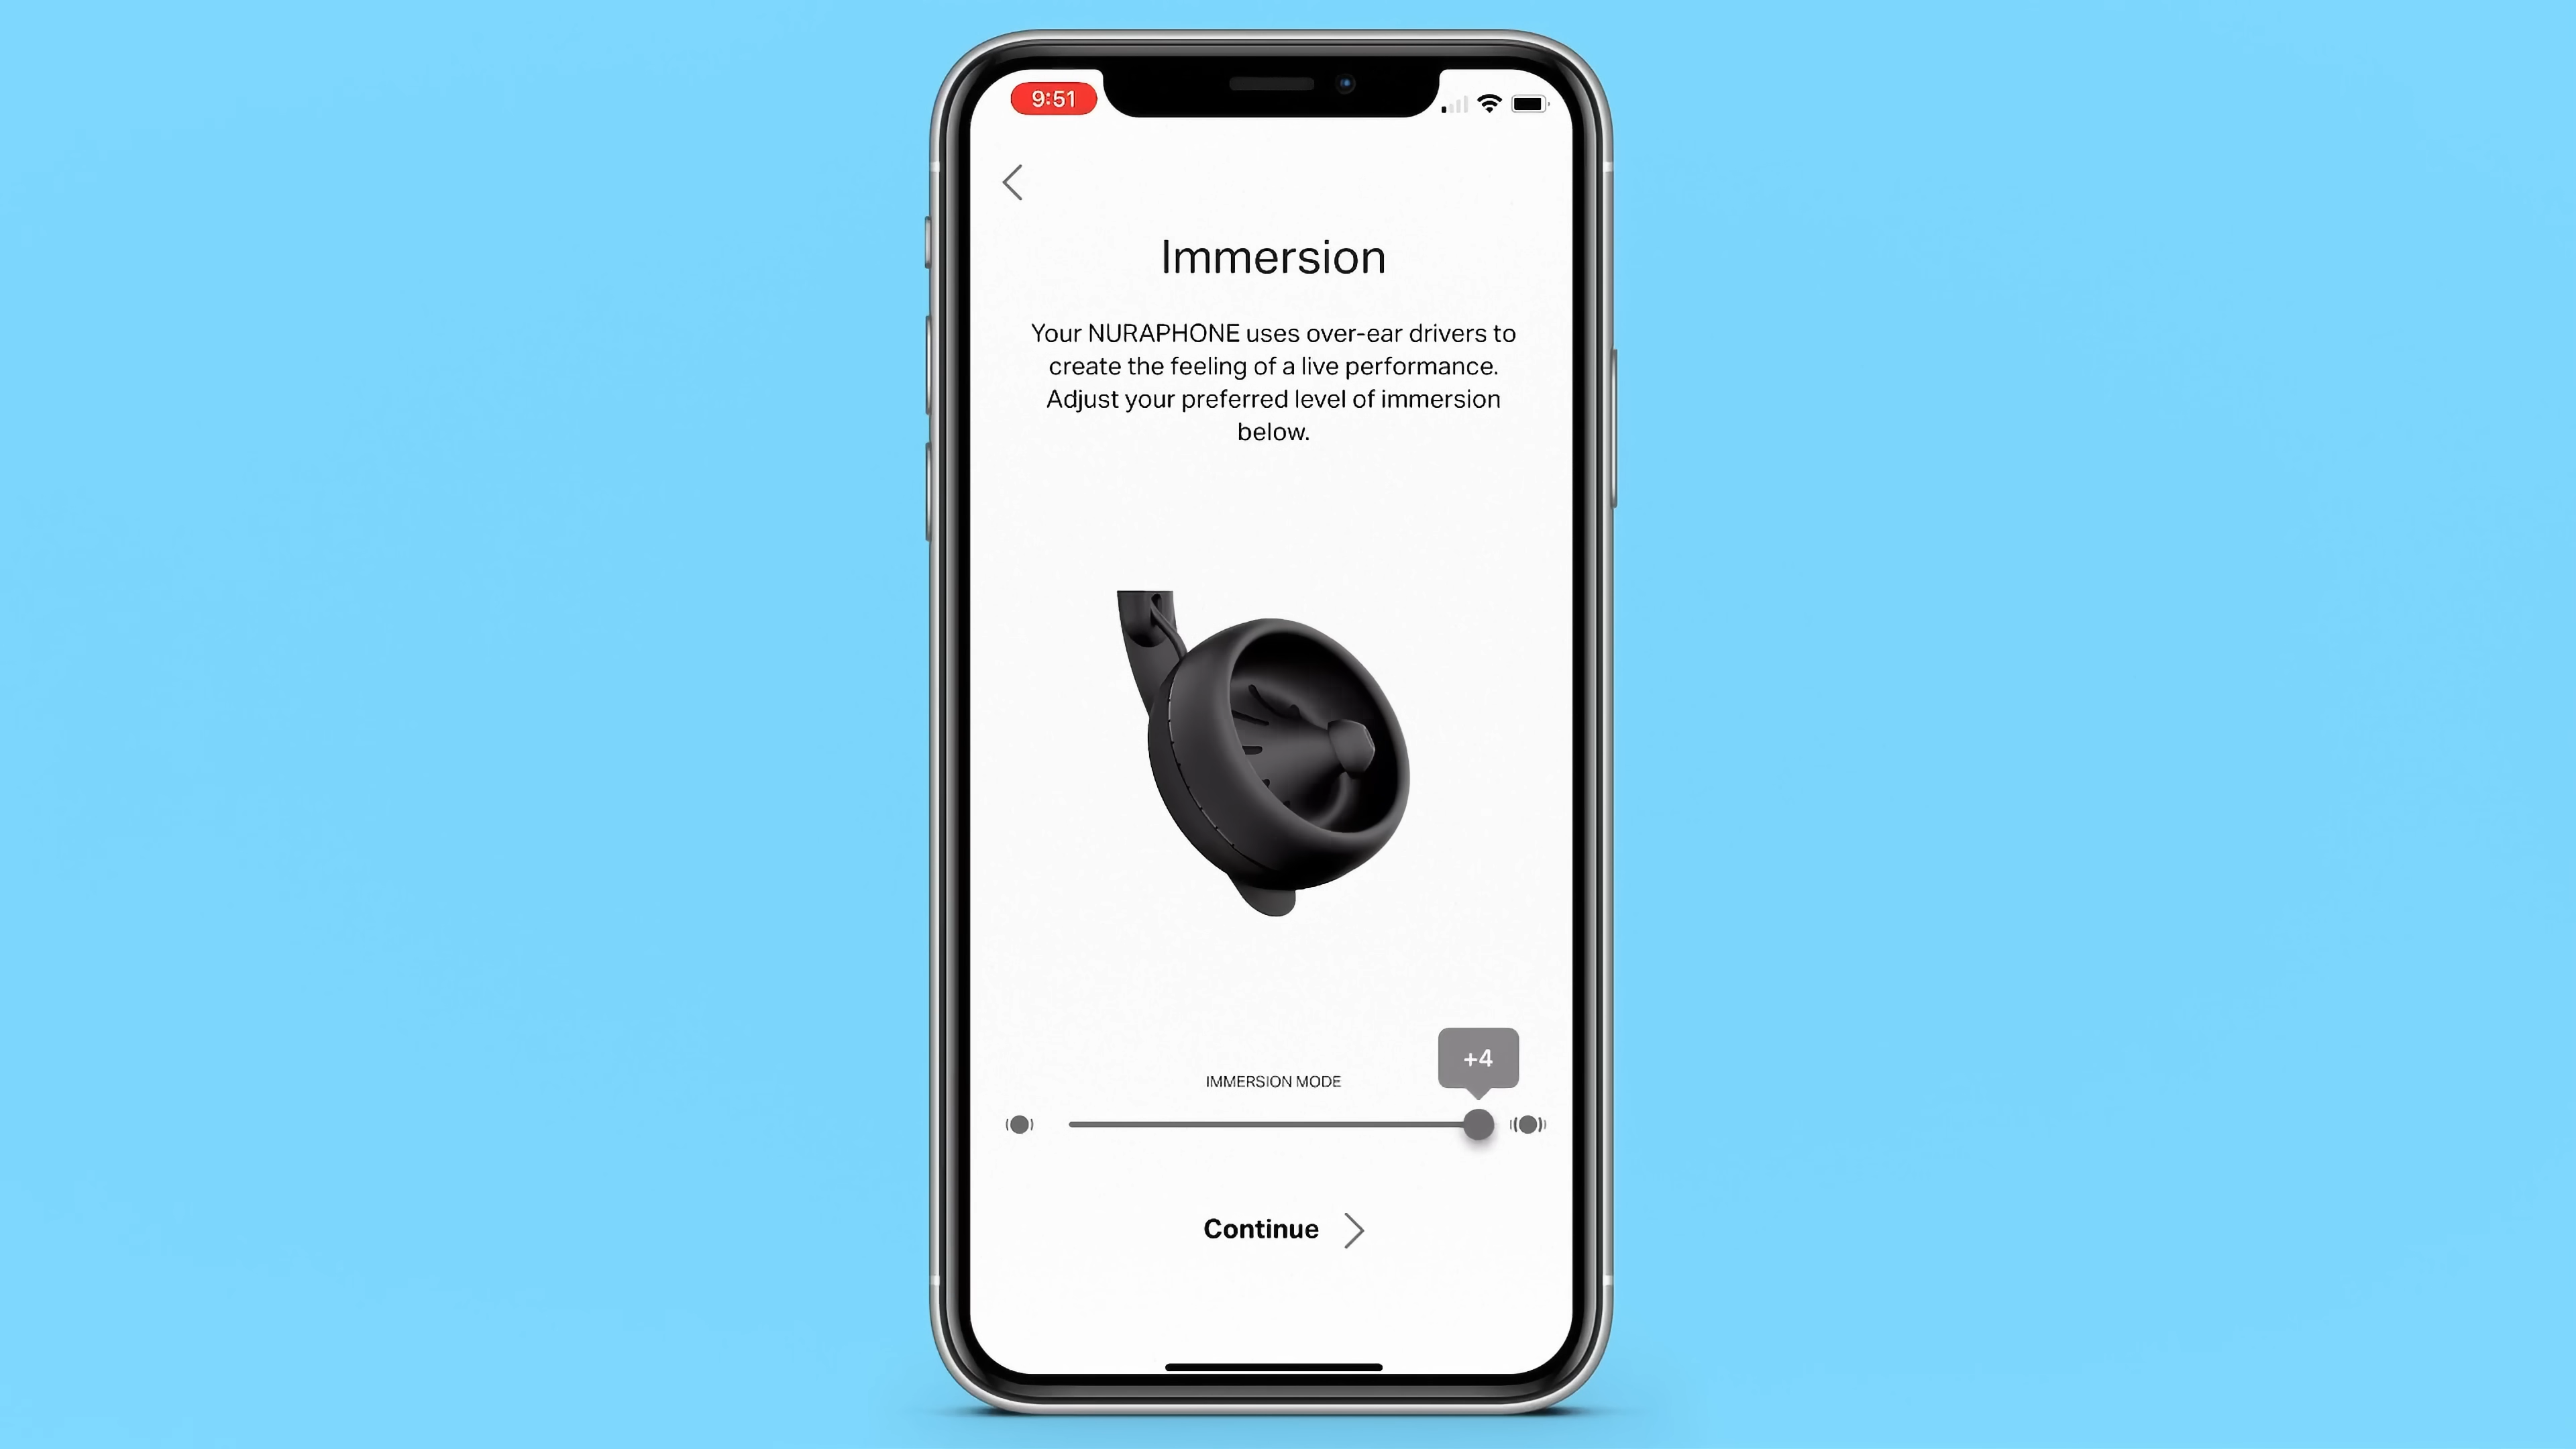 9:51
Immersion
Your NURAPHONE uses over-ear drivers to
create the feeling of a live performance.
Adjust your preferred level of immersion
below.
+4
IMMERSION MODE
Continue